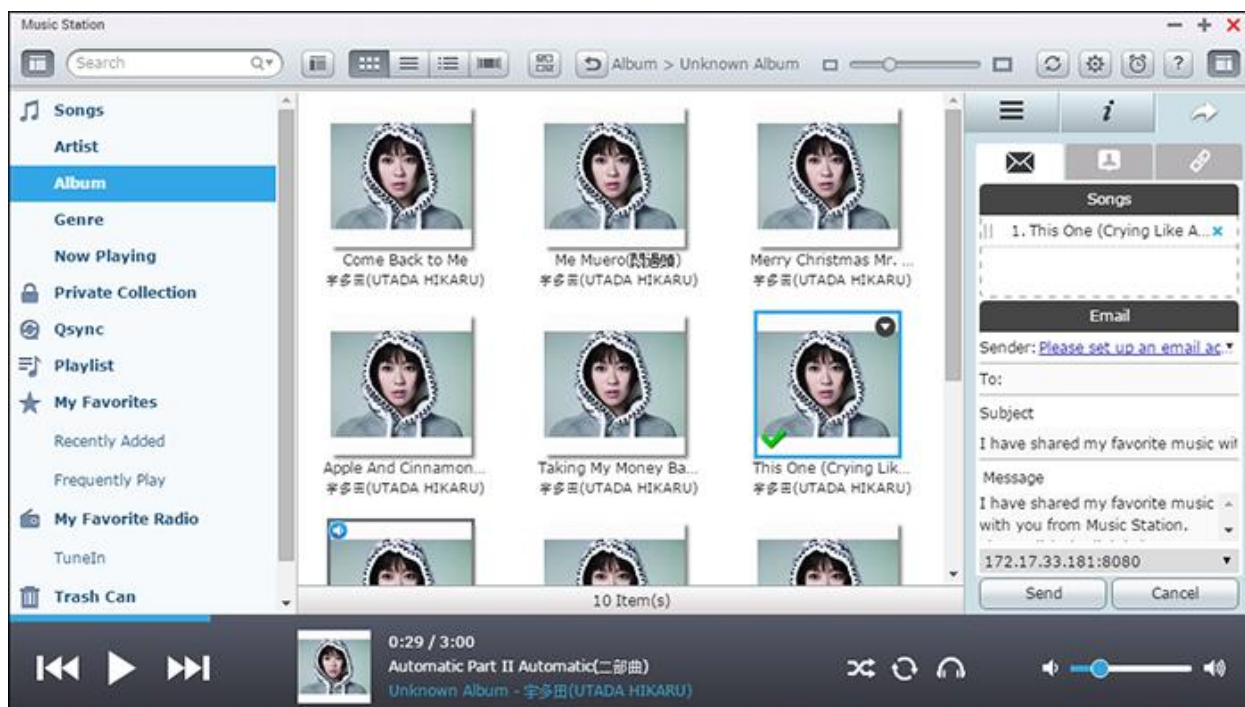 Music Station
Search
Album > Unknown Album
Songs
Artist
Album
Genre
Now Playing
Private Collection
Qsync
Playlist
My Favorites
Recently Added
Frequently Play
My Favorite Radio
TuneIn
Trash Can
Come Back to Me
宇多田(UTADA HIKARU)
Me Muero
宇多田(UTADA HIKARU)
Merry Christmas Mr. ...
宇多田(UTADA HIKARU)
Apple And Cinnamon...
宇多田(UTADA HIKARU)
Taking My Money Ba...
宇多田(UTADA HIKARU)
This One (Crying Lik...
宇多田(UTADA HIKARU)
10 Item(s)
Songs
1. This One (Crying Like A...
Email
Sender: Please set up an email ac
To:
Subject
I have shared my favorite music wit
Message
I have shared my favorite music
with you from Music Station.
172.17.33.181:8080
Send
Cancel
0:29 / 3:00
Automatic Part II Automatic(二部曲)
Unknown Album - 宇多田(UTADA HIKARU)